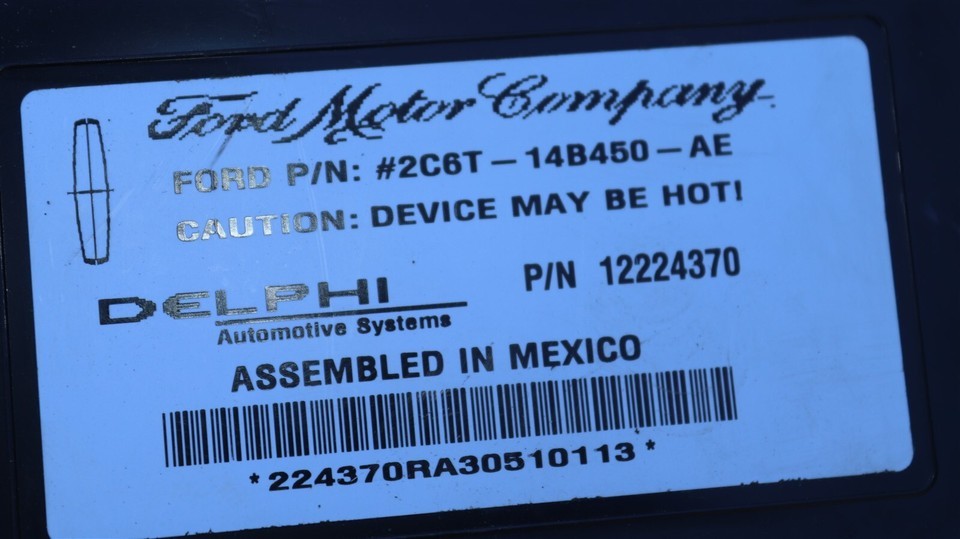 Ford Motor Company
FORD P/N: #2C6T-14B450-AE
CAUTION: DEVICE MAY BE HOT!
DELPHI P/N 12224370
Automotive Systems
ASSEMBLED IN MEXICO
*224370RA30510113*